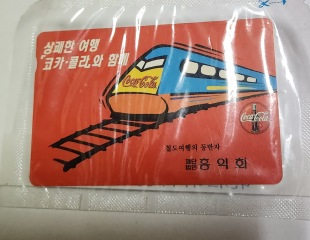 상쾌한 여행
「코카·콜라」와 함께
Coca-Cola
Coca-Cola
철도여행의 동반자
홍익회